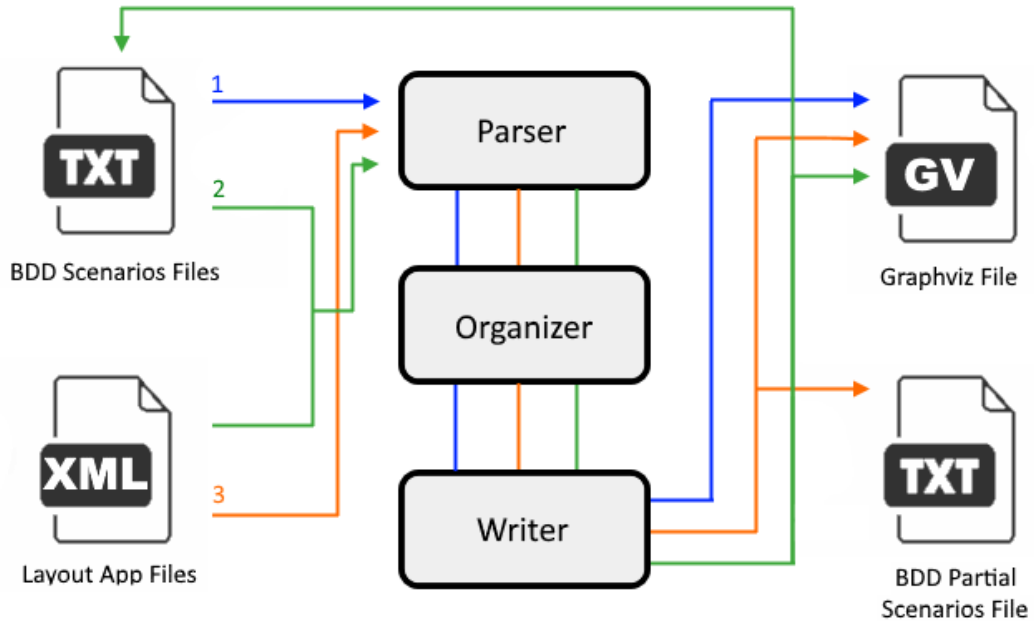 1
Parser
TXT
GV
2
BDD Scenarios Files
Graphviz File
Organizer
XML
3
TXT
Writer
Layout App Files
BDD Partial
Scenarios File